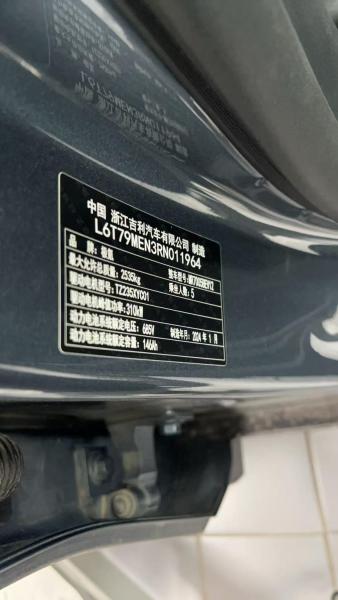 中国 浙江吉利汽车有限公司 制造
L6T79MEN3RN011964
品牌：极氪
最大允许总质量：2535kg 整车型号：MR7005BEV12
驱动电机型号：TZ235XYC01 乘坐人数：5
驱动电机峰值功率：310kW
动力电池系统额定电压：685V 制造年月：2024 年 1 月
动力电池系统额定容量：146Ah